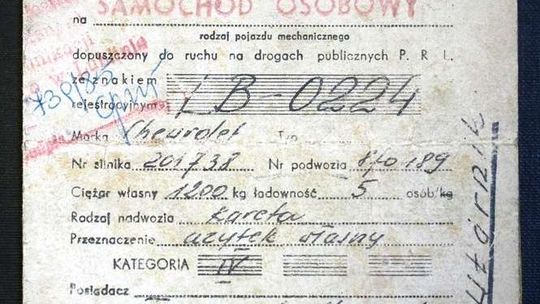 SAMOCHÓD OSOBOWY
na
rodzaj pojazdu mechanicznego
dopuszczony do ruchu na drogach publicznych P. R. L.
ze znakiem
rejestracyjnym LB-0224
Marka Chevrolet Typ
Nr silnika 201738 Nr podwozia 189
Ciężar własny 1200 kg ładowność 5 osób/kg
Rodzaj nadwozia kareta
Przeznaczenie użytek własny
KATEGORIA IV
Posiadacz